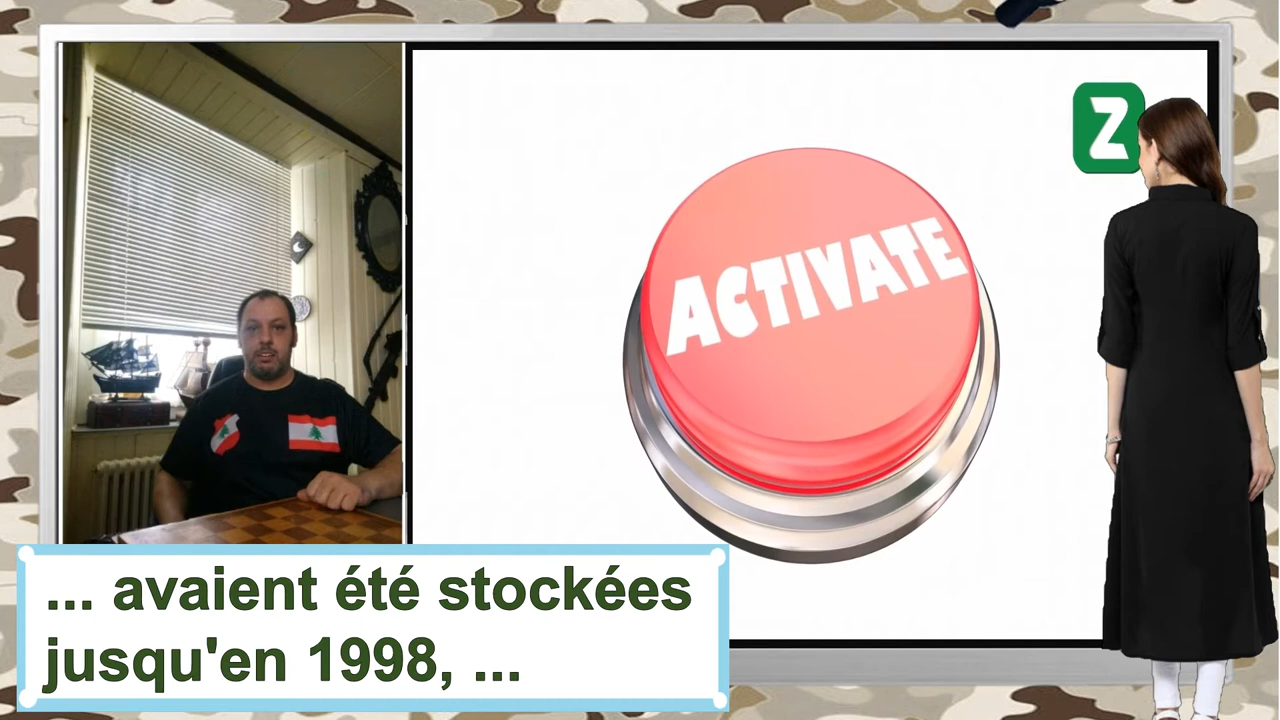 Z
ACTIVATE
... avaient été stockées
jusqu'en 1998, ...